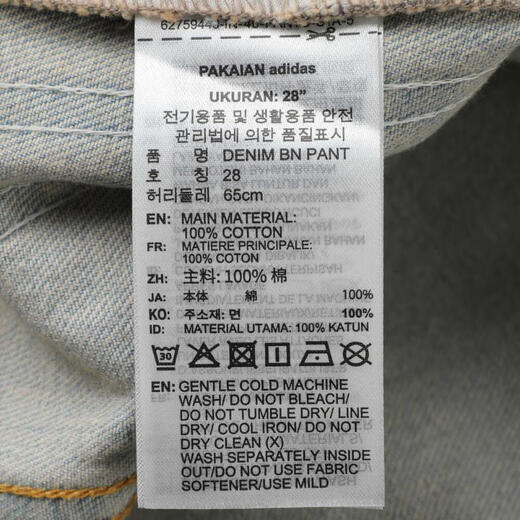 PAKAIAN adidas
UKURAN: 28”
전기용품 및 생활용품 안전
관리법에 의한 품질표시
품 명 DENIM BN PANT
호 칭 28
허리둘레 65cm
EN: MAIN MATERIAL:
100% COTTON
FR: MATIERE PRINCIPALE:
100% COTON
ZH: 主料: 100% 棉
JA: 本体 綿 100%
KO: 주소재: 면 100%
ID: MATERIAL UTAMA: 100% KATUN
30
EN: GENTLE COLD MACHINE
WASH/ DO NOT BLEACH/
DO NOT TUMBLE DRY/ LINE
DRY/ COOL IRON/ DO NOT
DRY CLEAN (X)
WASH SEPARATELY INSIDE
OUT/DO NOT USE FABRIC
SOFTENER/USE MILD